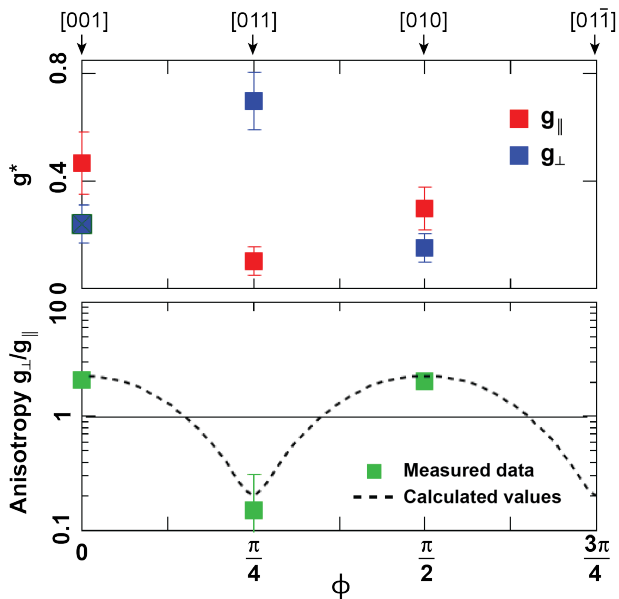 [001] [011] [010] [011̄]
0.8
g∥
g⊥
g*
0.4
0
10
Anisotropy g⊥/g∥
1
Measured data
Calculated values
0.1
0 π/4 π/2 3π/4
ϕ